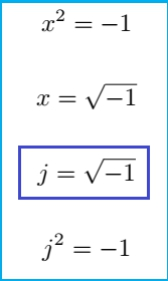 x² = −1
x = √−1
j = √−1
j² = −1